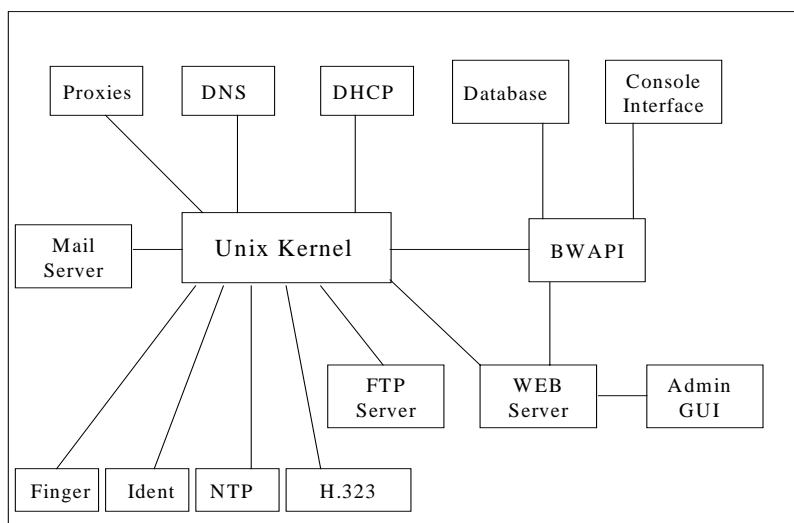 Proxies
DNS
DHCP
Database
Console
Interface
Mail
Server
Unix Kernel
BWAPI
FTP
Server
WEB
Server
Admin
GUI
Finger
Ident
NTP
H.323